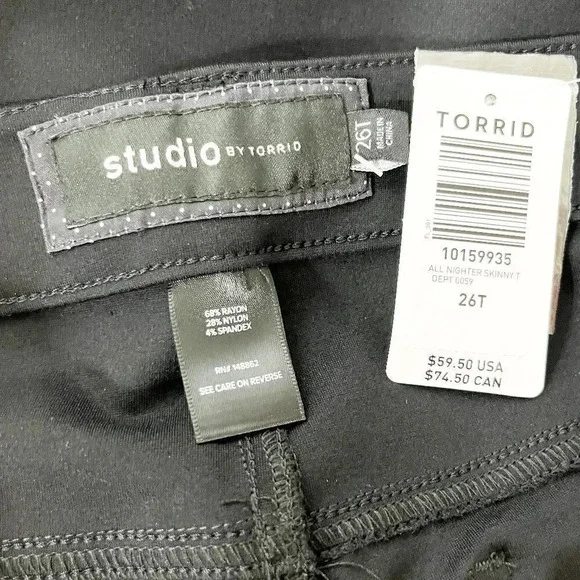 studio BY TORRID
26T
MADE IN
CHINA
68% RAYON
28% NYLON
4% SPANDEX
RN# 148862
SEE CARE ON REVERSE
TORRID
10159935
ALL NIGHTER SKINNY-T
DEPT 0059
26T
$59.50 USA
$74.50 CAN